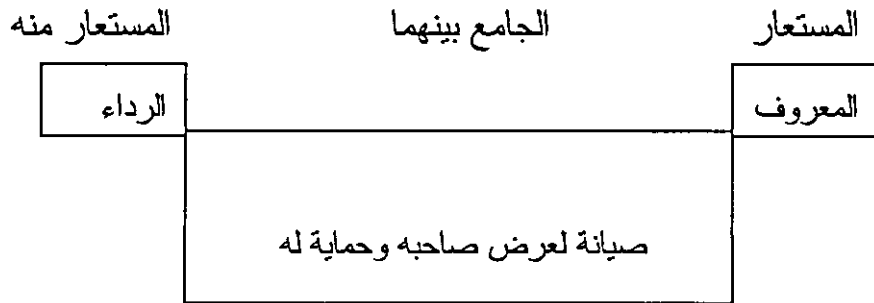 المستعار الجامع بينهما المستعار منه
المعروف الرداء
صيانة لعرض صاحبه وحماية له